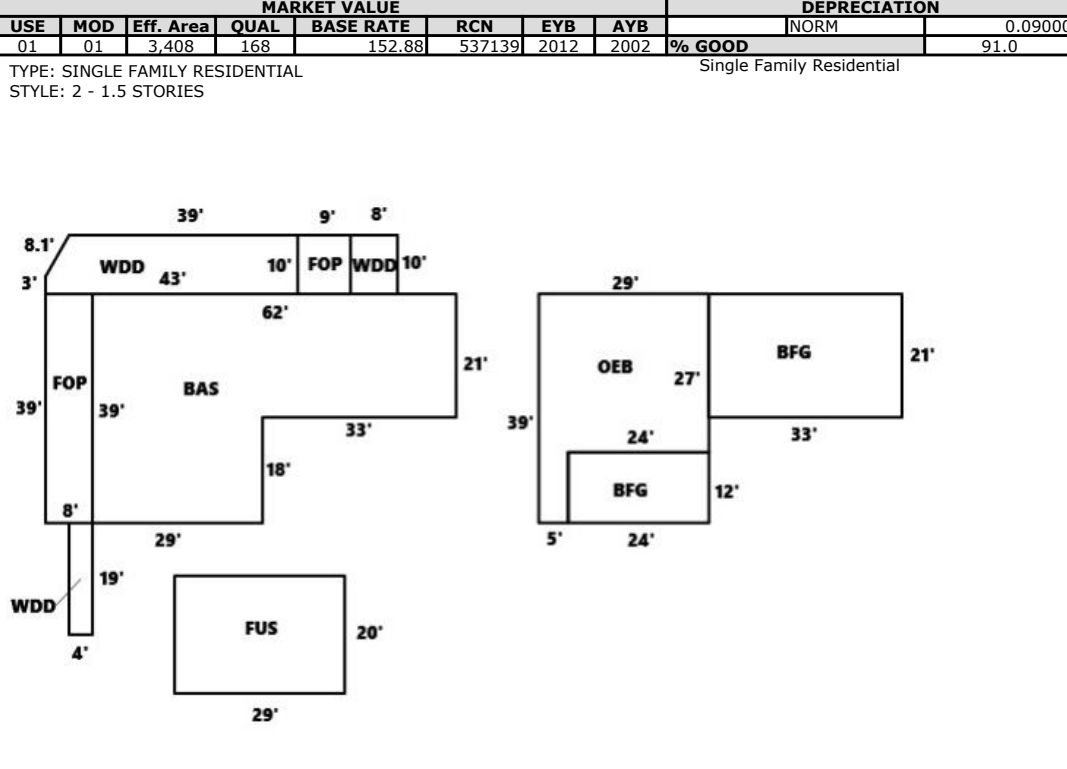 MARKET VALUE DEPRECIATION
USE MOD Eff. Area QUAL BASE RATE RCN EYB AYB NORM 0.09000
01 01 3,408 168 152.88 537139 2012 2002 % GOOD 91.0
TYPE: SINGLE FAMILY RESIDENTIAL Single Family Residential
STYLE: 2 - 1.5 STORIES
39' 9' 8'
8.1'
WDD 10' FOP WDD 10'
3' 43'
29'
62'
21' BFG 21'
OEB
FOP BAS 27'
39' 39' 39'
33' 24' 33'
18'
BFG 12'
8'
29' 5' 24'
19'
WDD
FUS 20'
4'
29'